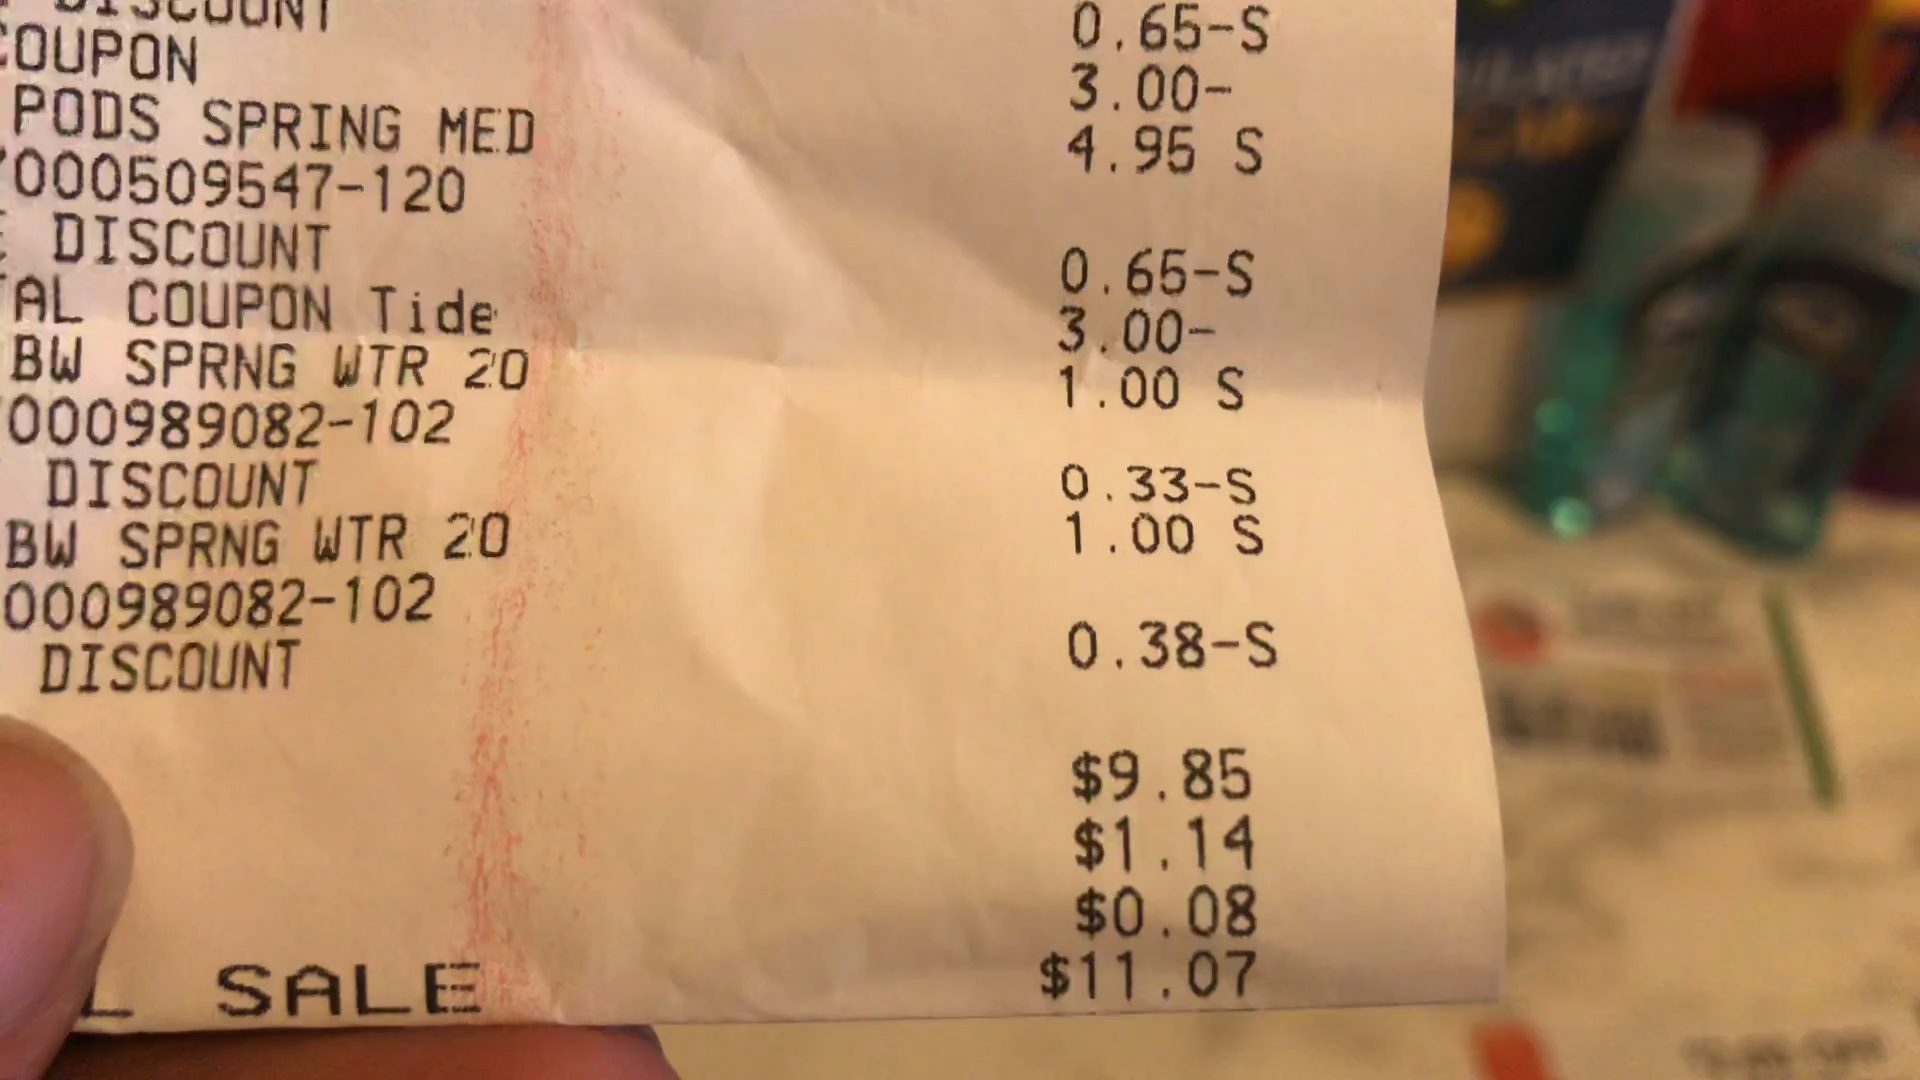 DISCOUNT 0.65-S
COUPON 3.00-
PODS SPRING MED 4.95 S
000509547-120
DISCOUNT 0.65-S
AL COUPON Tide 3.00-
BW SPRNG WTR 20 1.00 S
000989082-102
DISCOUNT 0.33-S
BW SPRNG WTR 20 1.00 S
000989082-102
DISCOUNT 0.38-S
$9.85
$1.14
$0.08
L SALE $11.07